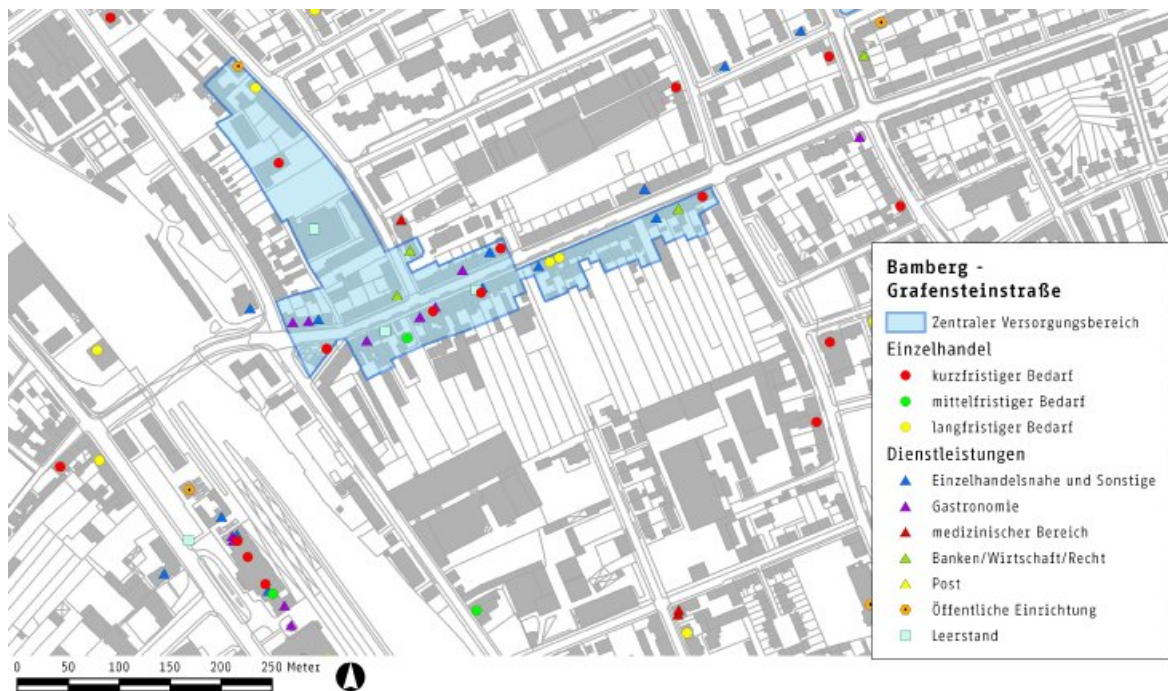 Bamberg -
Grafensteinstraße
Zentraler Versorgungsbereich
Einzelhandel
kurzfristiger Bedarf
mittelfristiger Bedarf
langfristiger Bedarf
Dienstleistungen
Einzelhandelsnahe und Sonstige
Gastronomie
medizinischer Bereich
Banken/Wirtschaft/Recht
Post
Öffentliche Einrichtung
Leerstand
0 50 100 150 200 250 Meter